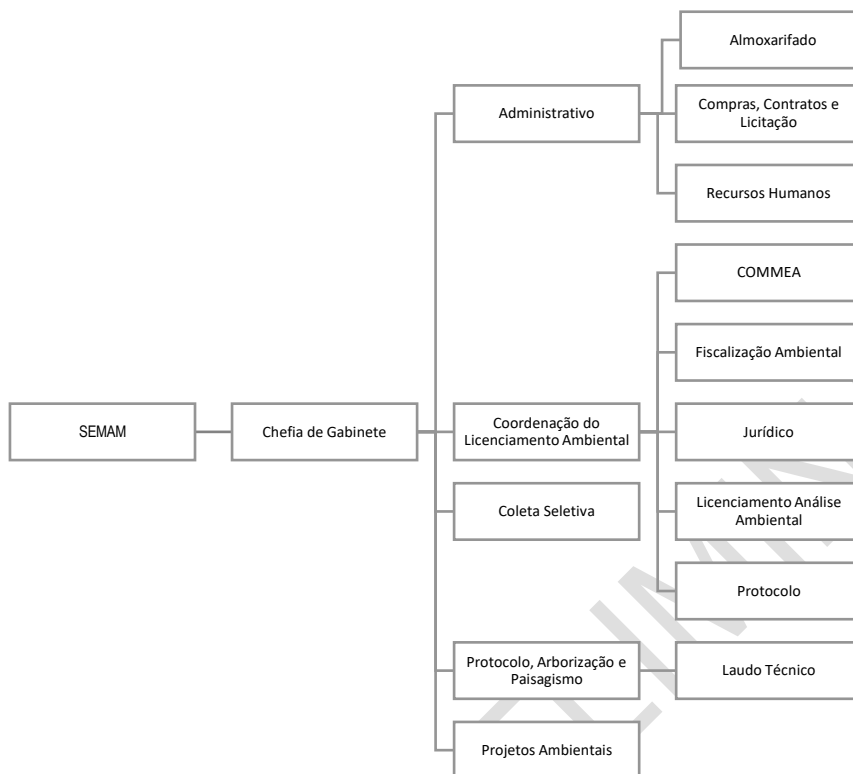 Almoxarifado
Administrativo
Compras, Contratos e
Licitação
Recursos Humanos
COMMEA
Fiscalização Ambiental
SEMAM
Chefia de Gabinete
Coordenação do
Licenciamento Ambiental
Jurídico
Coleta Seletiva
Licenciamento Análise
Ambiental
Protocolo
Protocolo, Arborização e
Paisagismo
Laudo Técnico
Projetos Ambientais